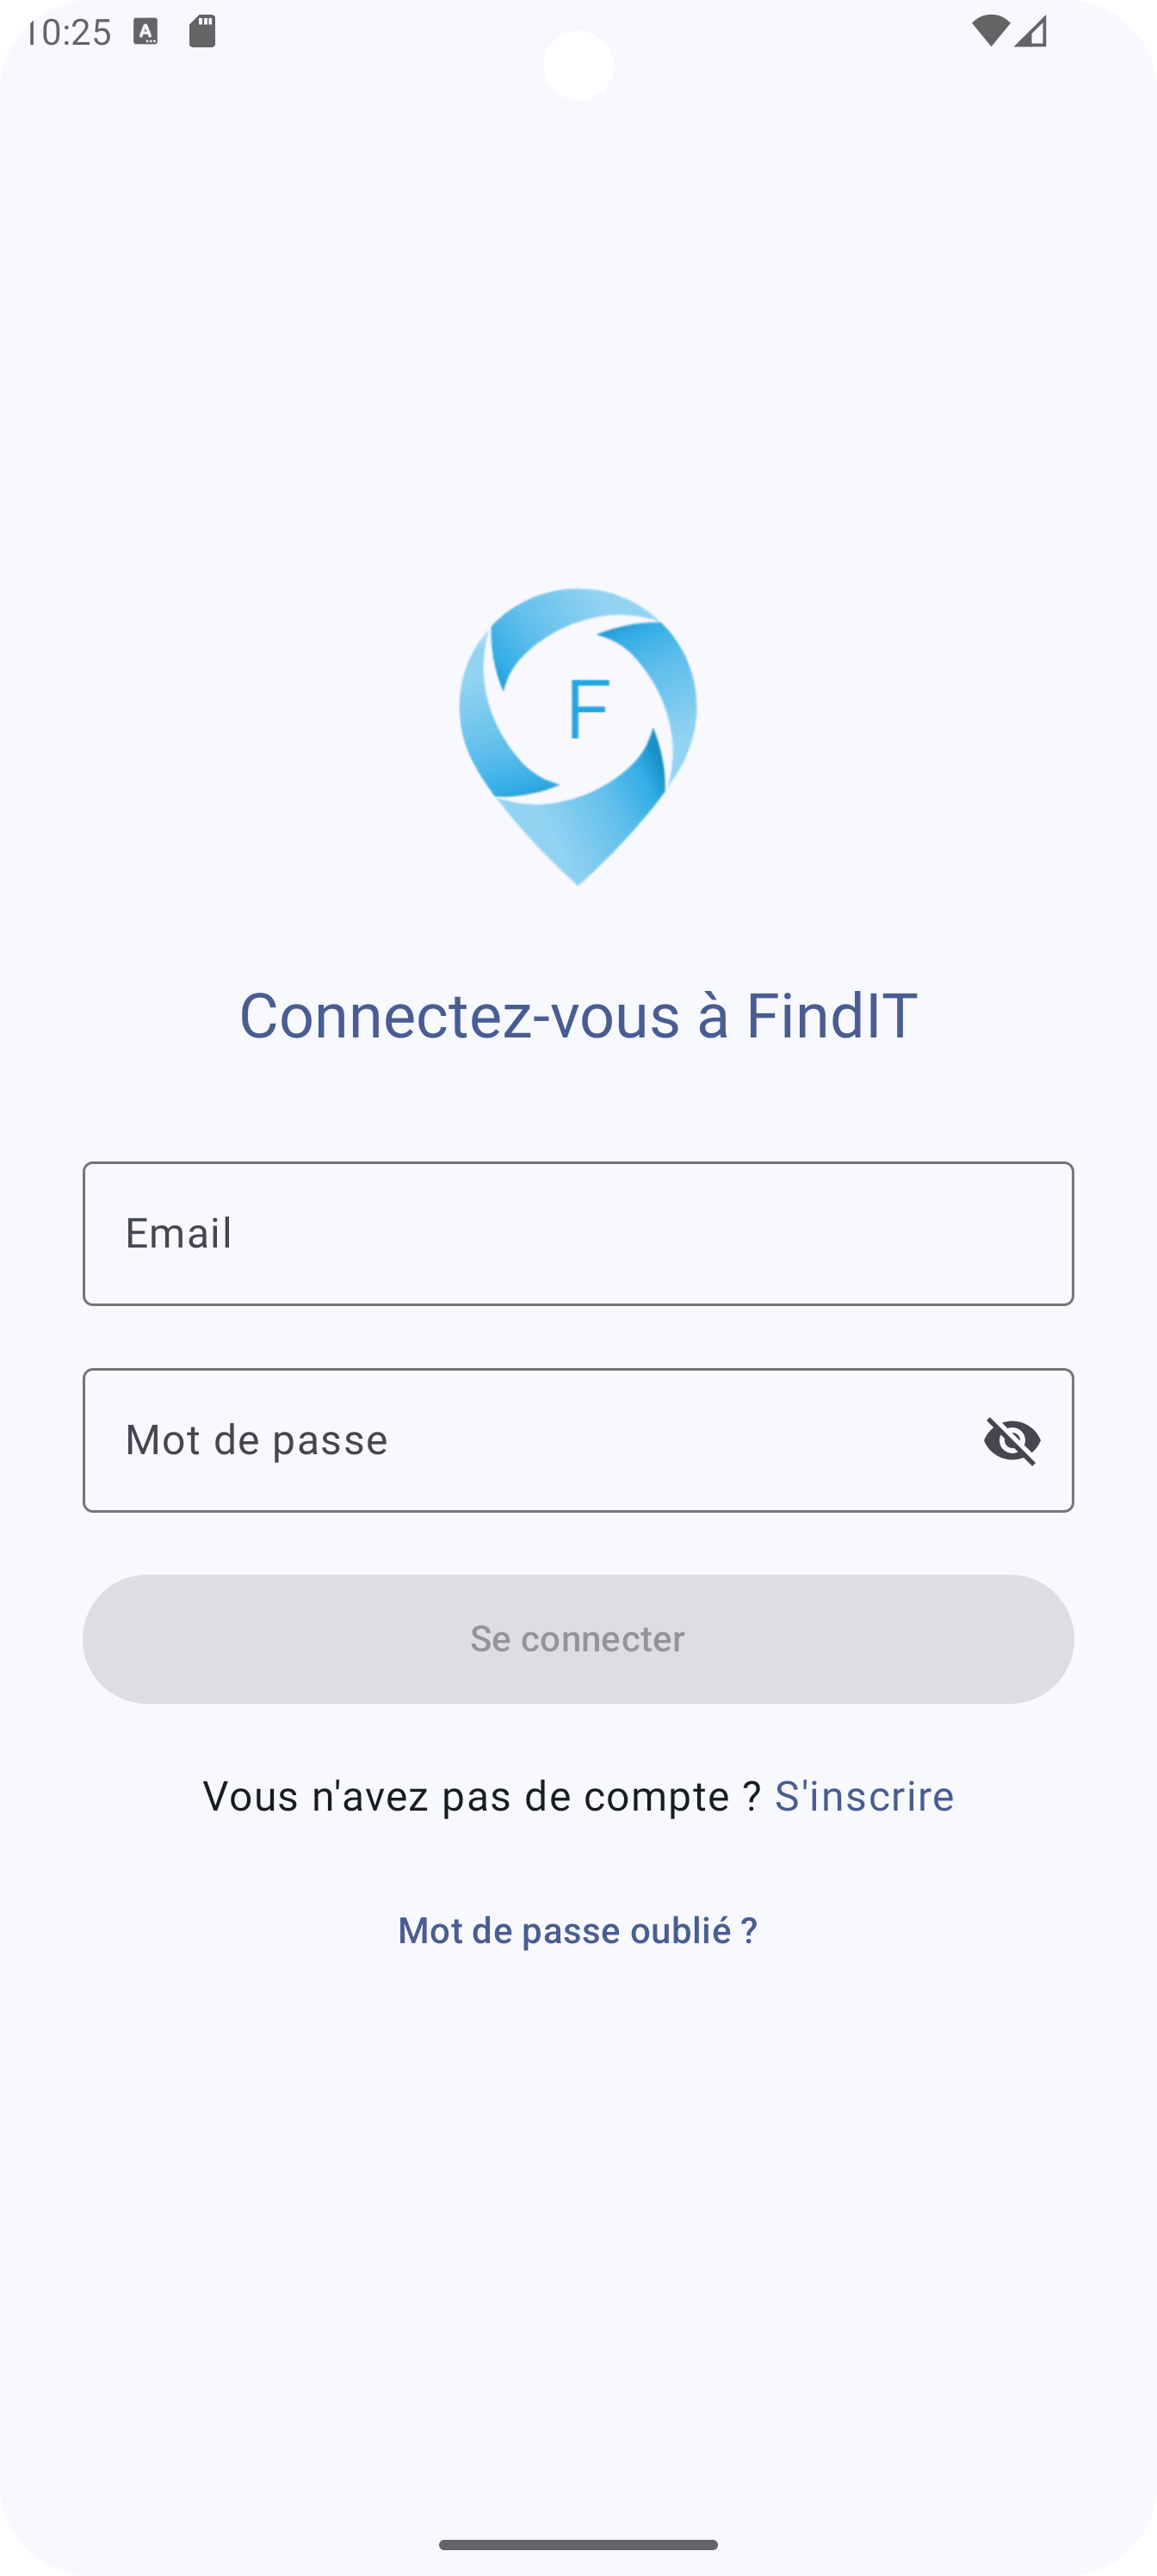 10:25
F
Connectez-vous à FindIT
Email
Mot de passe
Se connecter
Vous n'avez pas de compte ? S'inscrire
Mot de passe oublié ?